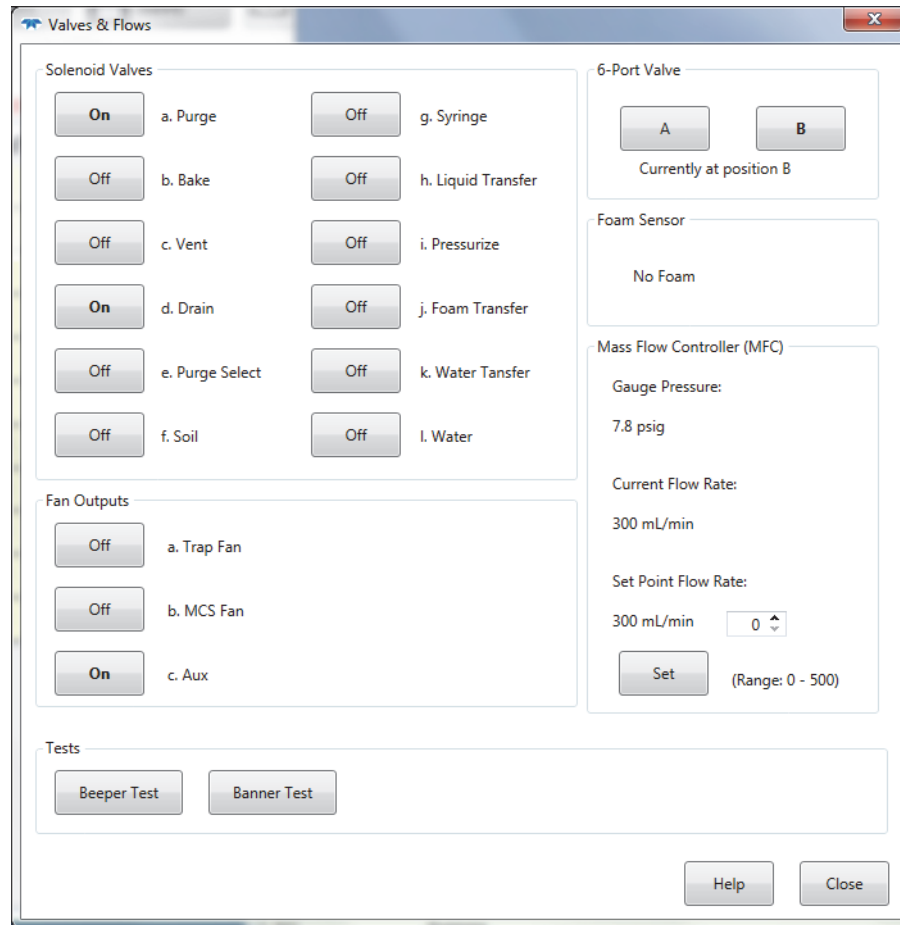 Valves & Flows
Solenoid Valves
On a. Purge
Off b. Bake
Off c. Vent
On d. Drain
Off e. Purge Select
Off f. Soil
Off g. Syringe
Off h. Liquid Transfer
Off i. Pressurize
Off j. Foam Transfer
Off k. Water Tansfer
Off l. Water
Fan Outputs
Off a. Trap Fan
Off b. MCS Fan
On c. Aux
6-Port Valve
A B
Currently at position B
Foam Sensor
No Foam
Mass Flow Controller (MFC)
Gauge Pressure:
7.8 psig
Current Flow Rate:
300 mL/min
Set Point Flow Rate:
300 mL/min 0
Set (Range: 0 - 500)
Tests
Beeper Test Banner Test
Help Close